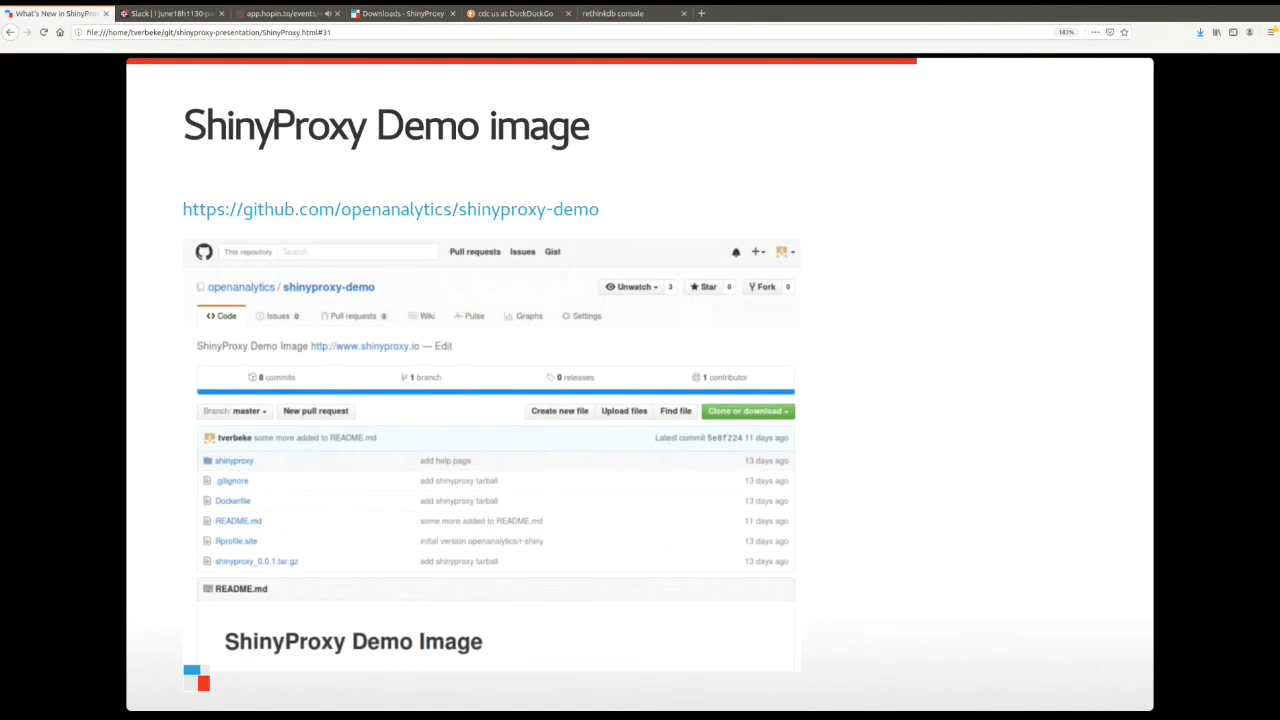 What's New in ShinyProx
Slack | ! june18h1130-pa
app.hopin.to/event
Downloads - ShinyProxy
cdc us at DuckDuckGo
rethinkdb console
file:///home/tverbeke/git/shinyproxy-presentation/ShinyProxy.html#31
183%
ShinyProxy Demo image
https://github.com/openanalytics/shinyproxy-demo
This repository Search Pull requests Issues Gist
openanalytics / shinyproxy-demo Unwatch 3 Star 0 Fork 0
Code Issues 0 Pull requests 0 Wiki Pulse Graphs Settings
ShinyProxy Demo Image http://www.shinyproxy.io — Edit
8 commits 1 branch 0 releases 1 contributor
Branch: master New pull request Create new file Upload files Find file Clone or download
tverbeke some more added to README.md Latest commit 5e8f224 11 days ago
shinyproxy add help page 13 days ago
.gitignore add shinyproxy tarball 13 days ago
Dockerfile add shinyproxy tarball 13 days ago
README.md some more added to README.md 11 days ago
Rprofile.site initial version openanalytics/r-shiny 13 days ago
shinyproxy_0.0.1.tar.gz add shinyproxy tarball 13 days ago
README.md
ShinyProxy Demo Image